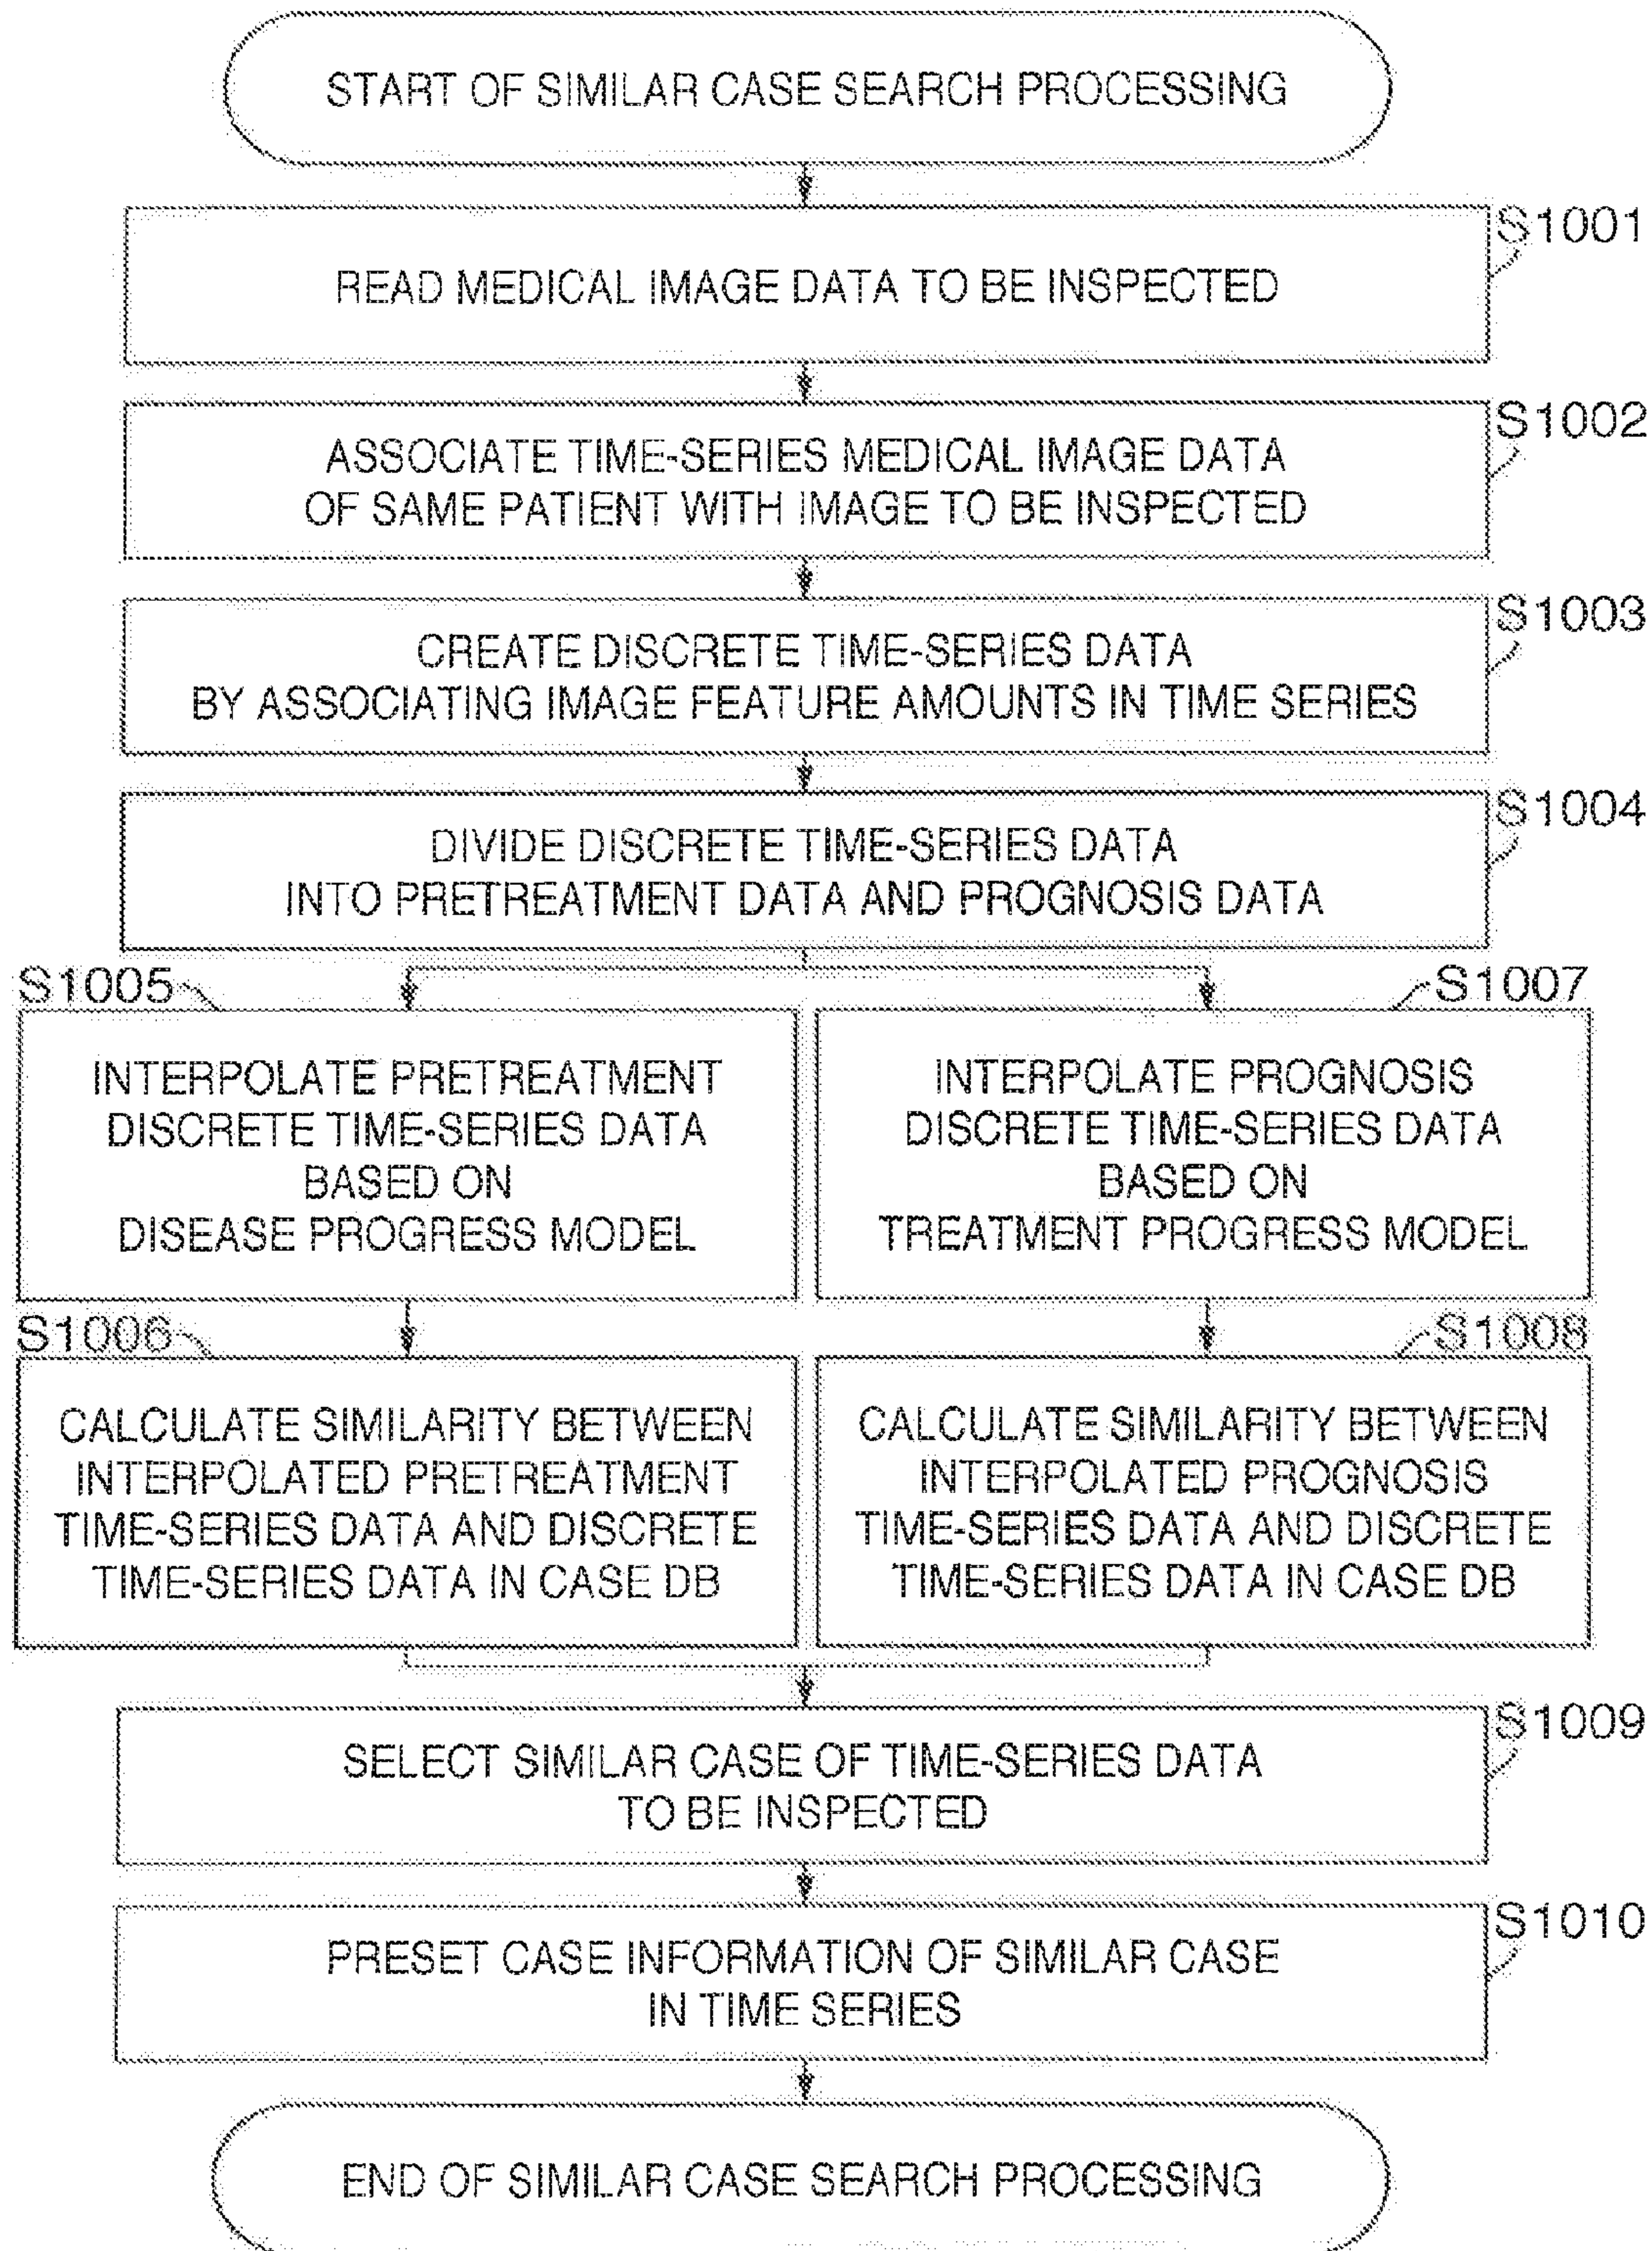 START OF SIMILAR CASE SEARCH PROCESSING
S1001
READ MEDICAL IMAGE DATA TO BE INSPECTED
S1002
ASSOCIATE TIME-SERIES MEDICAL IMAGE DATA
OF SAME PATIENT WITH IMAGE TO BE INSPECTED
S1003
CREATE DISCRETE TIME-SERIES DATA
BY ASSOCIATING IMAGE FEATURE AMOUNTS IN TIME SERIES
S1004
DIVIDE DISCRETE TIME-SERIES DATA
INTO PRETREATMENT DATA AND PROGNOSIS DATA
S1005
INTERPOLATE PRETREATMENT
DISCRETE TIME-SERIES DATA
BASED ON
DISEASE PROGRESS MODEL
S1007
INTERPOLATE PROGNOSIS
DISCRETE TIME-SERIES DATA
BASED ON
TREATMENT PROGRESS MODEL
S1006
CALCULATE SIMILARITY BETWEEN
INTERPOLATED PRETREATMENT
TIME-SERIES DATA AND DISCRETE
TIME-SERIES DATA IN CASE DB
S1008
CALCULATE SIMILARITY BETWEEN
INTERPOLATED PROGNOSIS
TIME-SERIES DATA AND DISCRETE
TIME-SERIES DATA IN CASE DB
S1009
SELECT SIMILAR CASE OF TIME-SERIES DATA
TO BE INSPECTED
S1010
PRESET CASE INFORMATION OF SIMILAR CASE
IN TIME SERIES
END OF SIMILAR CASE SEARCH PROCESSING